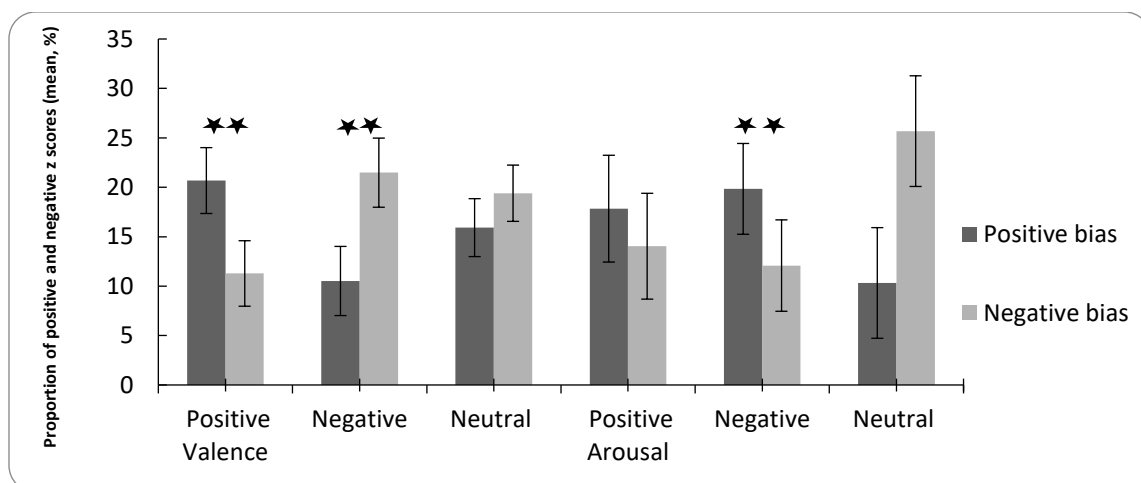 Proportion of positive and negative z scores (mean, %)
35
30
25
20
15
10
5
0
★★
★★
★★
Positive Negative Neutral Positive Negative Neutral
Valence Arousal
Positive bias
Negative bias